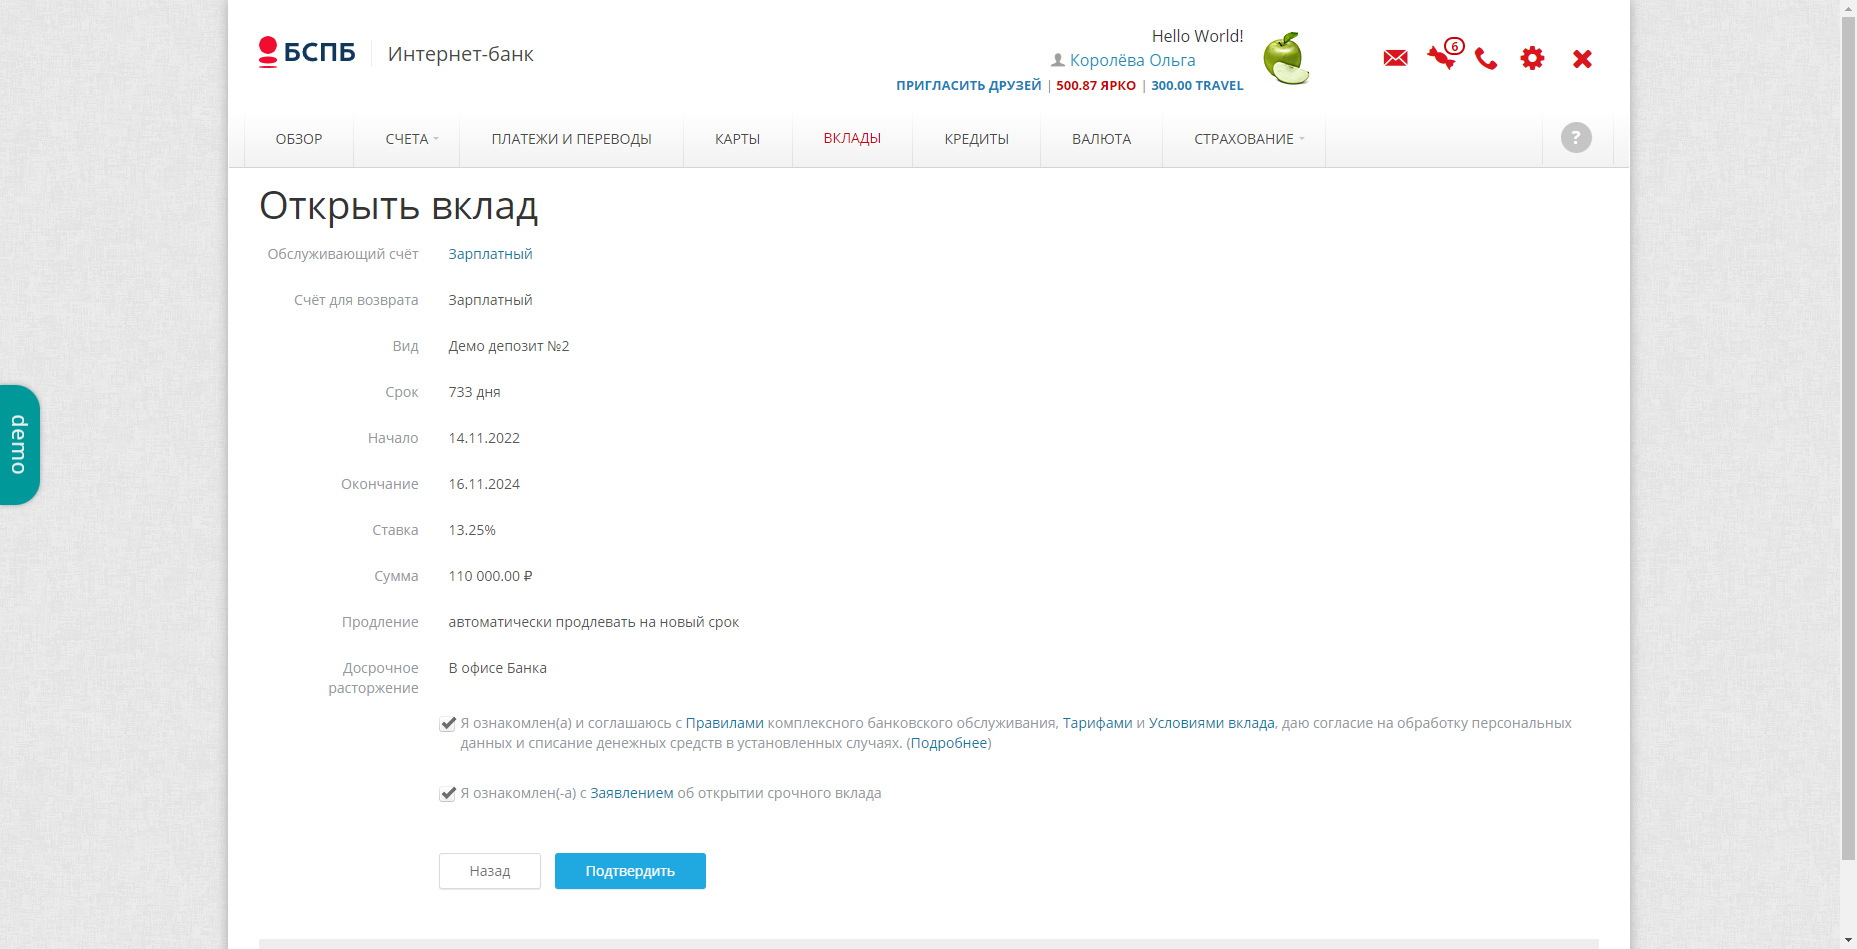 БСПБ Интернет-банк
Hello World!
Королёва Ольга
ПРИГЛАСИТЬ ДРУЗЕЙ | 500.87 ЯРКО | 300.00 TRAVEL
6
ОБЗОР СЧЕТА ПЛАТЕЖИ И ПЕРЕВОДЫ КАРТЫ ВКЛАДЫ КРЕДИТЫ ВАЛЮТА СТРАХОВАНИЕ ?
Открыть вклад
Обслуживающий счёт Зарплатный
Счёт для возврата Зарплатный
Вид Демо депозит №2
Срок 733 дня
Начало 14.11.2022
Окончание 16.11.2024
Ставка 13.25%
Сумма 110 000.00 ₽
Продление автоматически продлевать на новый срок
Досрочное расторжение В офисе Банка
Я ознакомлен(а) и соглашаюсь с Правилами комплексного банковского обслуживания, Тарифами и Условиями вклада, даю согласие на обработку персональных
данных и списание денежных средств в установленных случаях. (Подробнее)
Я ознакомлен(-а) с Заявлением об открытии срочного вклада
Назад Подтвердить
demo